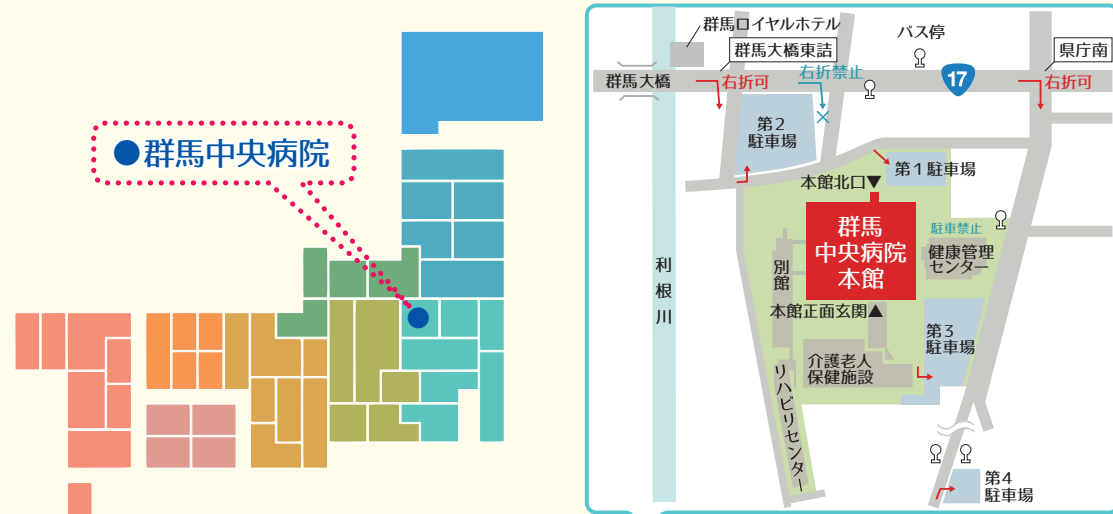 群馬中央病院
群馬ロイヤルホテル
群馬大橋東詰
バス停
県庁南
群馬大橋
右折可
右折禁止
17
右折可
第2
駐車場
第1駐車場
本館北口▼
群馬
中央病院
本館
駐車禁止
健康管理
センター
別館
利根川
本館正面玄関▲
第3
駐車場
介護老人
保健施設
リハビリセンター
第4
駐車場